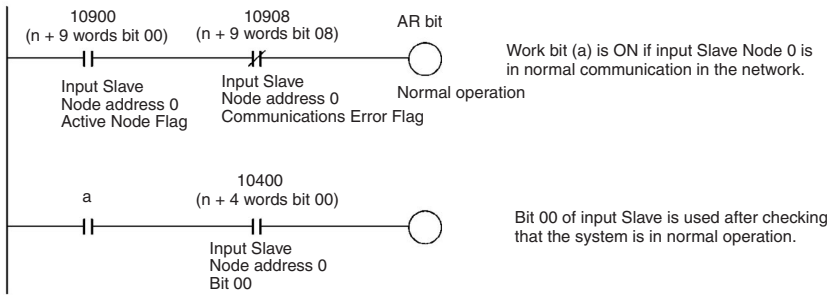 10900
(n + 9 words bit 00)
10908
(n + 9 words bit 08)
AR bit
Input Slave
Node address 0
Active Node Flag
Input Slave
Node address 0
Communications Error Flag
Normal operation
Work bit (a) is ON if input Slave Node 0 is
in normal communication in the network.
a
10400
(n + 4 words bit 00)
Input Slave
Node address 0
Bit 00
Bit 00 of input Slave is used after checking
that the system is in normal operation.